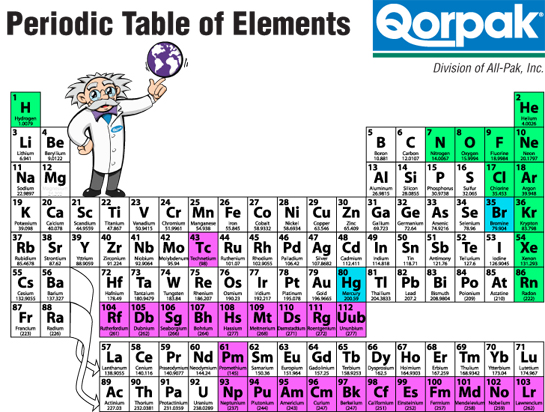 Periodic Table of Elements
Qorpak®
Division of All-Pak, Inc.
1 2
H He
Hydrogen Helium
1.0079 4.0026
3 4 5 6 7 8 9 10
Li Be B C N O F Ne
Lithium Beryllium Boron Carbon Nitrogen Oxygen Fluorine Neon
6.941 9.0122 10.881 12.0107 14.0067 15.9994 18.9984 20.1797
11 12 13 14 15 16 17 18
Na Mg Al Si P S Cl Ar
Sodium Magnesium Aluminum Silicon Phosphorus Sulfur Chlorine Argon
22.9897 26.9815 28.0855 30.9738 32.065 35.453 39.948
19 20 21 22 23 24 25 26 27 28 29 30 31 32 33 34 35 36
K Ca Sc Ti V Cr Mn Fe Co Ni Cu Zn Ga Ge As Se Br Kr
Potassium Calcium Scandium Titanium Vanadium Chromium Manganese Iron Cobalt Nickel Copper Zinc Gallium Germanium Arsenic Selenium Bromine Krypton
39.098 40.078 44.9559 47.867 50.9415 51.9961 54.938 55.845 58.9332 58.6934 63.546 65.409 69.723 72.64 74.9216 78.96 79.904 83.798
37 38 39 40 41 42 43 44 45 46 47 48 49 50 51 52 53 54
Rb Sr Y Zr Nb Mo Tc Ru Rh Pd Ag Cd In Sn Sb Te I Xe
Rubidium Strontium Yttrium Zirconium Niobium Molybdenum Technetium Ruthenium Rhodium Palladium Silver Cadmium Indium Tin Antimony Tellurium Iodine Xenon
85.4678 87.62 88.9059 91.224 92.9064 95.94 (98) 101.07 102.9055 106.42 107.8682 112.411 114.818 118.71 121.76 127.6 126.9045 131.293
55 56 72 73 74 75 76 77 78 79 80 81 82 83 84 85 86
Cs Ba Hf Ta W Re Os Ir Pt Au Hg Tl Pb Bi Po At Rn
Cesium Barium Hafnium Tantalum Tungsten Rhenium Osmium Iridium Platinum Gold Mercury Thallium Lead Bismuth Polonium Astatine Radon
132.9055 137.327 178.49 180.9479 183.84 186.207 190.23 192.217 195.078 196.9665 200.59 204.3833 207.2 208.9804 (209) (210) (222)
87 88 104 105 106 107 108 109 110 111 112
Fr Ra Rf Db Sg Bh Hs Mt Ds Rg Uub
Francium Radium Rutherfordium Dubnium Seaborgium Bohrium Hassium Meitnerium Darmstadtium Roentgenium Ununbium
(223) (226) (261) (262) (266) (264) (277) (268) (271) (272) (277)
57 58 59 60 61 62 63 64 65 66 67 68 69 70 71
La Ce Pr Nd Pm Sm Eu Gd Tb Dy Ho Er Tm Yb Lu
Lanthanum Cerium Praseodymium Neodymium Promethium Samarium Europium Gadolinium Terbium Dysprosium Holmium Erbium Thulium Ytterbium Lutetium
138.9055 140.116 140.9077 144.24 (145) 150.36 151.964 157.25 158.9253 162.5 164.9303 167.259 168.9342 173.04 174.967
89 90 91 92 93 94 95 96 97 98 99 100 101 102 103
Ac Th Pa U Np Pu Am Cm Bk Cf Es Fm Md No Lr
Actinium Thorium Protactinium Uranium Neptunium Plutonium Americium Curium Berkelium Californium Einsteinium Fermium Mendelevium Nobelium Lawrencium
227.03 232.0381 231.0359 238.0289 (237) (244) (243) (247) (247) (251) (252) (257) (258) (259) (262)